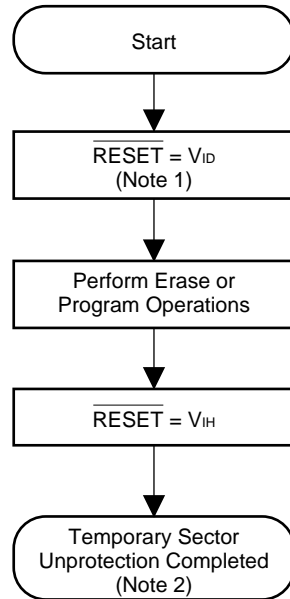 Start
RESET = VID
(Note 1)
Perform Erase or
Program Operations
RESET = VIH
Temporary Sector
Unprotection Completed
(Note 2)